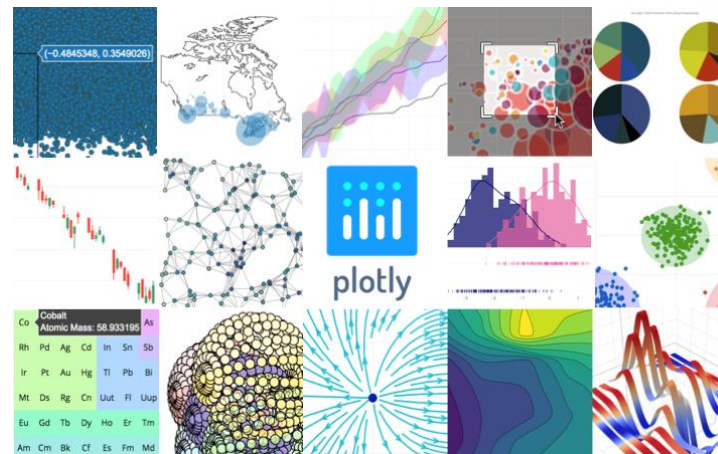 (−0.4845348, 0.3549026)
plotly
Co
Cobalt
Atomic Mass: 58.933195
As
Rh Pd Ag Cd In Sn Sb
Ir Pt Au Hg Tl Pb Bi
Mt Ds Rg Cn Uut Fl Uup
Eu Gd Tb Dy Ho Er Tm
Am Cm Bk Cf Es Fm Md